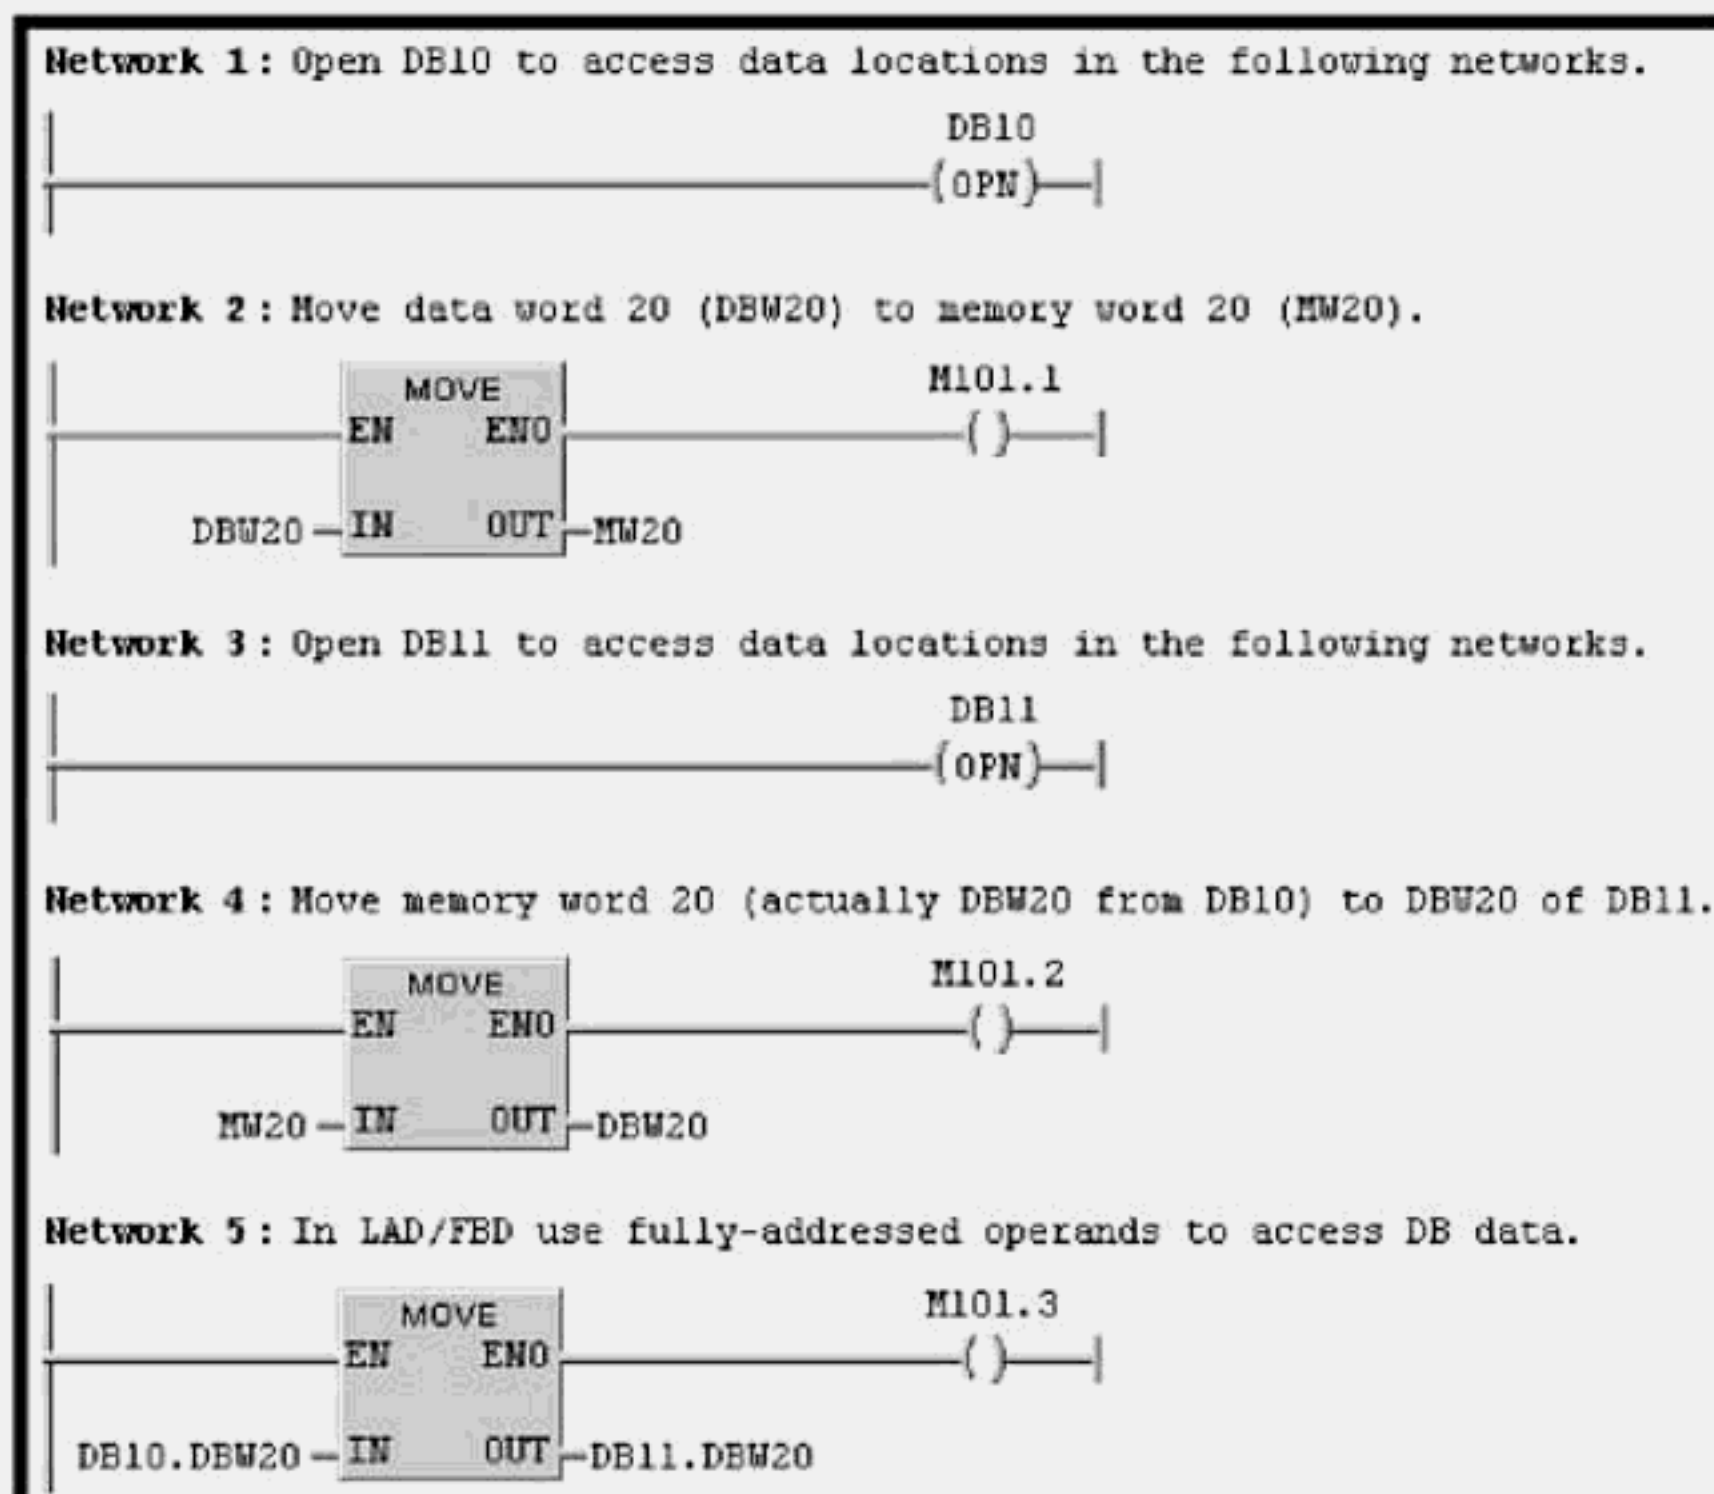 Network 1: Open DB10 to access data locations in the following networks.
DB10
(OPN)
Network 2: Move data word 20 (DBW20) to memory word 20 (MW20).
MOVE
M101.1
EN ENO
( )
DBW20 IN OUT MW20
Network 3: Open DB11 to access data locations in the following networks.
DB11
(OPN)
Network 4: Move memory word 20 (actually DBW20 from DB10) to DBW20 of DB11.
MOVE
M101.2
EN ENO
( )
MW20 IN OUT DBW20
Network 5: In LAD/FBD use fully-addressed operands to access DB data.
MOVE
M101.3
EN ENO
( )
DB10.DBW20 IN OUT DB11.DBW20